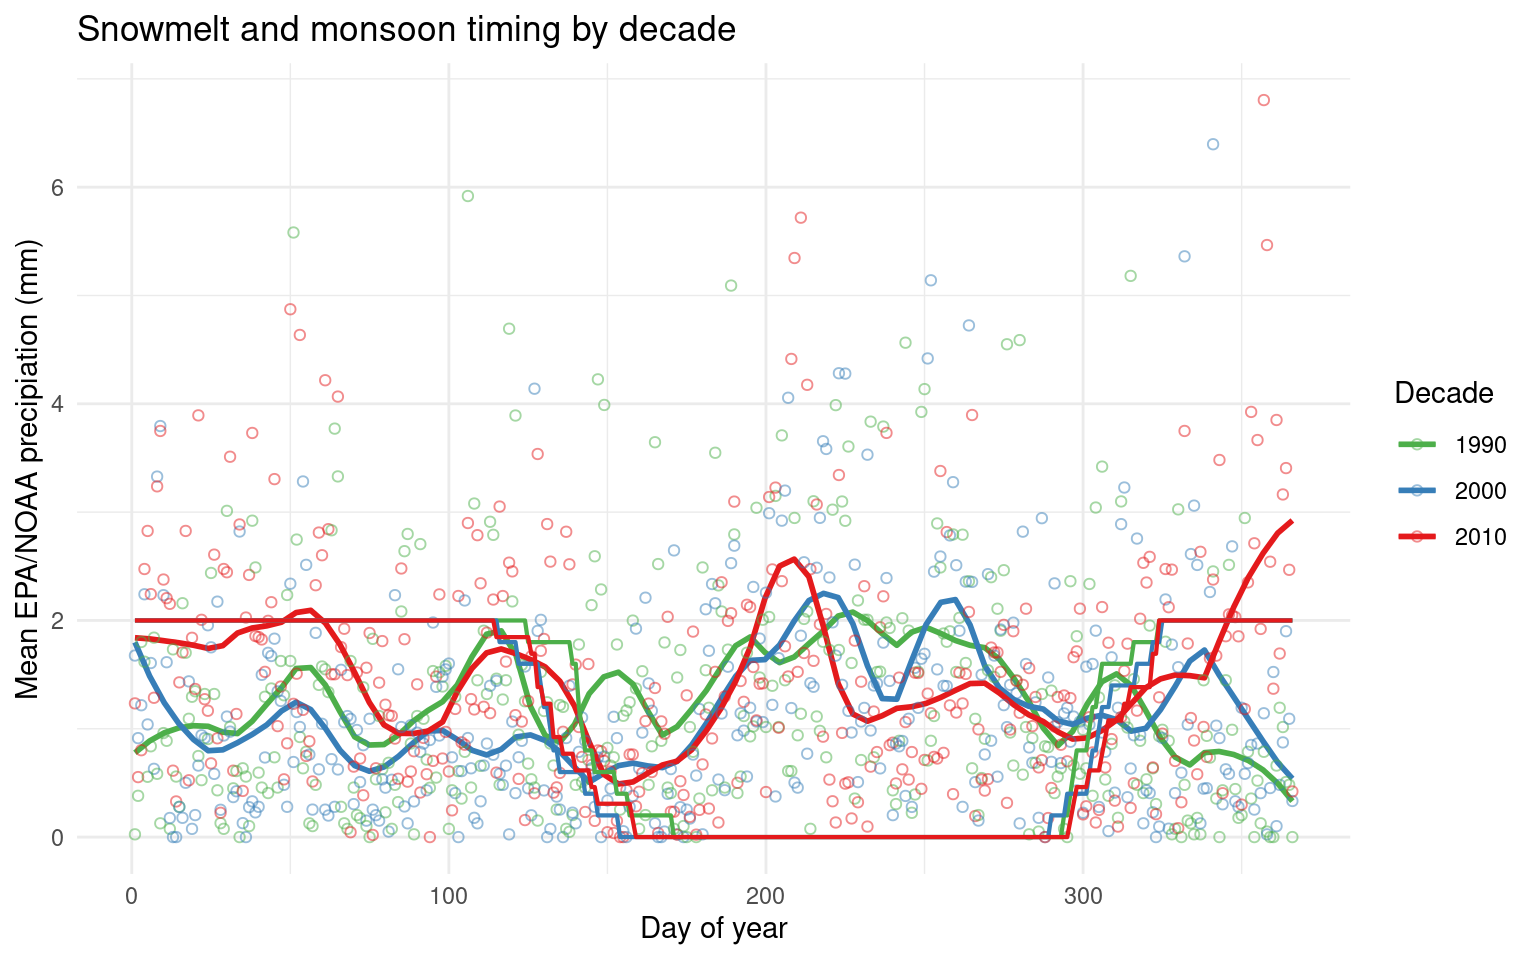 Snowmelt and monsoon timing by decade
Mean EPA/NOAA precipiation (mm)
6
4
2
0
0
100
200
300
Day of year
Decade
1990
2000
2010